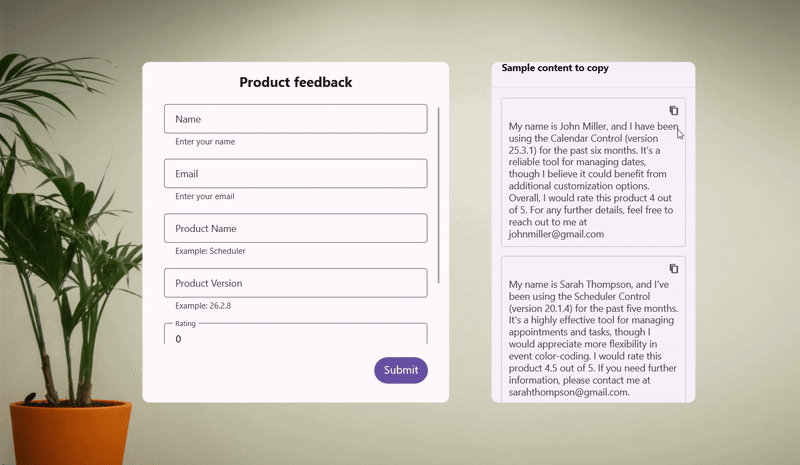 Product feedback
Name
Enter your name
Email
Enter your email
Product Name
Example: Scheduler
Product Version
Example: 26.2.8
Rating
0
Submit
Sample content to copy
My name is John Miller, and I have been
using the Calendar Control (version
25.3.1) for the past six months. It's a
reliable tool for managing dates,
though I believe it could benefit from
additional customization options.
Overall, I would rate this product 4 out
of 5. For any further details, feel free to
reach out to me at
johnmiller@gmail.com
My name is Sarah Thompson, and I've
been using the Scheduler Control
(version 20.1.4) for the past five months.
It's a highly effective tool for managing
appointments and tasks, though I
would appreciate more flexibility in
event color-coding. I would rate this
product 4.5 out of 5. If you need further
information, please contact me at
sarahthompson@gmail.com.